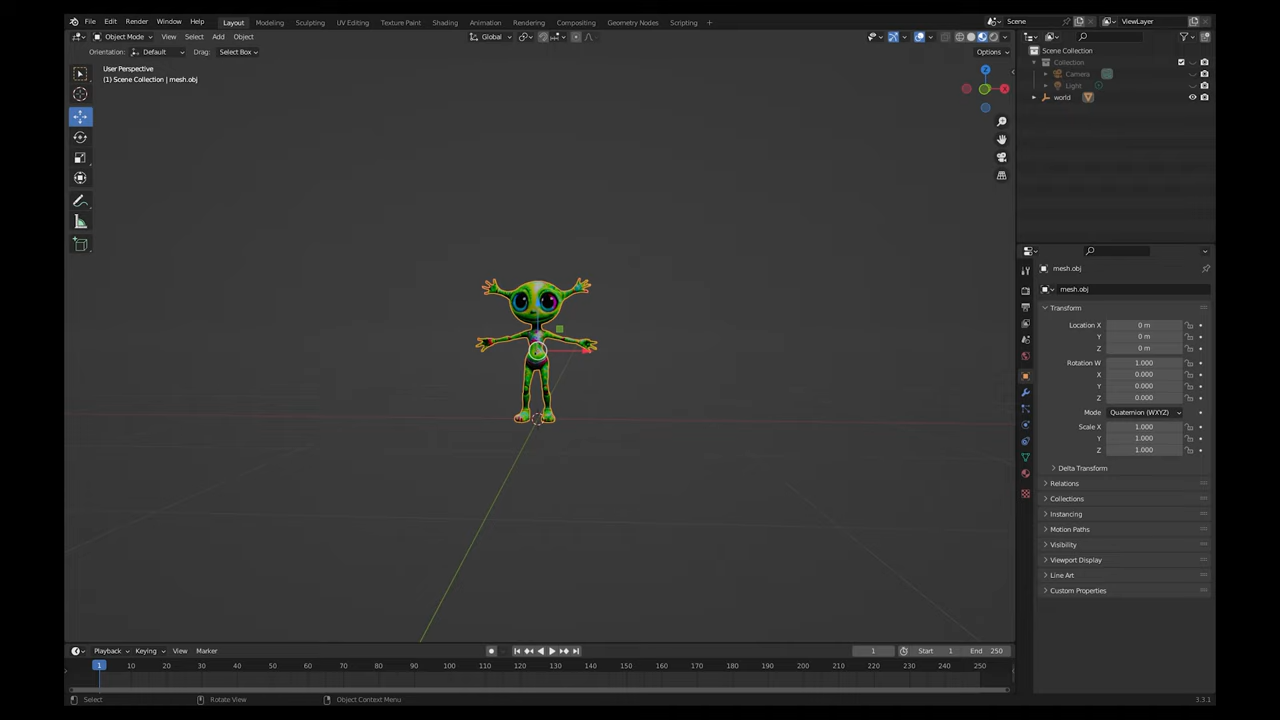 File Edit Render Window Help Layout Modeling Sculpting UV Editing Texture Paint Shading Animation Rendering Compositing Geometry Nodes Scripting + Scene ViewLayer
Object Mode View Select Add Object Global
Orientation: Default Drag: Select Box Options
User Perspective
(1) Scene Collection | mesh.obj
Z
X
Scene Collection
Collection
Camera
Light
world
mesh.obj
mesh.obj
Transform
Location X 0 m
Y 0 m
Z 0 m
Rotation W 1.000
X 0.000
Y 0.000
Z 0.000
Mode Quaternion (WXYZ)
Scale X 1.000
Y 1.000
Z 1.000
Delta Transform
Relations
Collections
Instancing
Motion Paths
Visibility
Viewport Display
Line Art
Custom Properties
Playback Keying View Marker 1 Start 1 End 250
1 10 20 30 40 50 60 70 80 90 100 110 120 130 140 150 160 170 180 190 200 210 220 230 240 250
Select Rotate View Object Context Menu 3.3.1